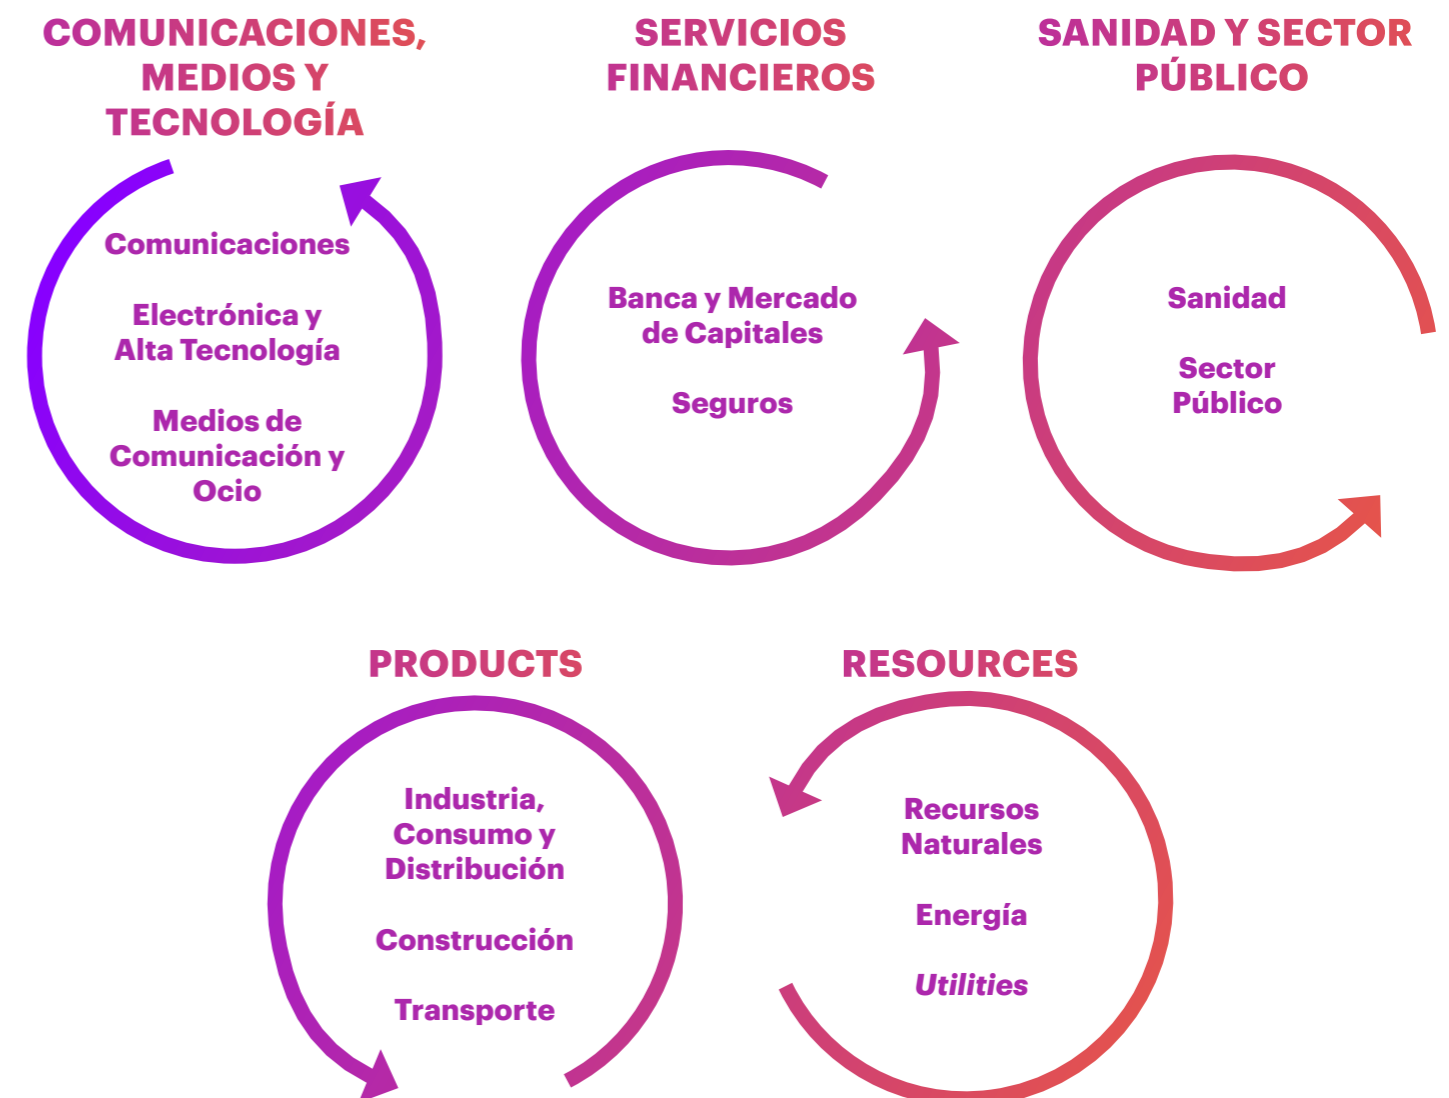 COMUNICACIONES,
MEDIOS Y
TECNOLOGÍA
Comunicaciones
Electrónica y
Alta Tecnología
Medios de
Comunicación y
Ocio
SERVICIOS
FINANCIEROS
Banca y Mercado
de Capitales
Seguros
SANIDAD Y SECTOR
PÚBLICO
Sanidad
Sector
Público
PRODUCTS
Industria,
Consumo y
Distribución
Construcción
Transporte
RESOURCES
Recursos
Naturales
Energía
Utilities